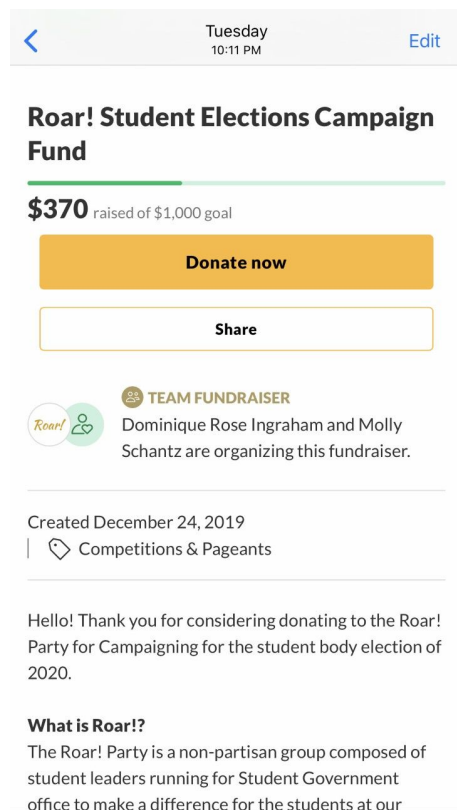 Tuesday
10:11 PM
Edit
Roar! Student Elections Campaign
Fund
$370 raised of $1,000 goal
Donate now
Share
Roar!
TEAM FUNDRAISER
Dominique Rose Ingraham and Molly
Schantz are organizing this fundraiser.
Created December 24, 2019
Competitions & Pageants
Hello! Thank you for considering donating to the Roar!
Party for Campaigning for the student body election of
2020.
What is Roar!?
The Roar! Party is a non-partisan group composed of
student leaders running for Student Government
office to make a difference for the students at our